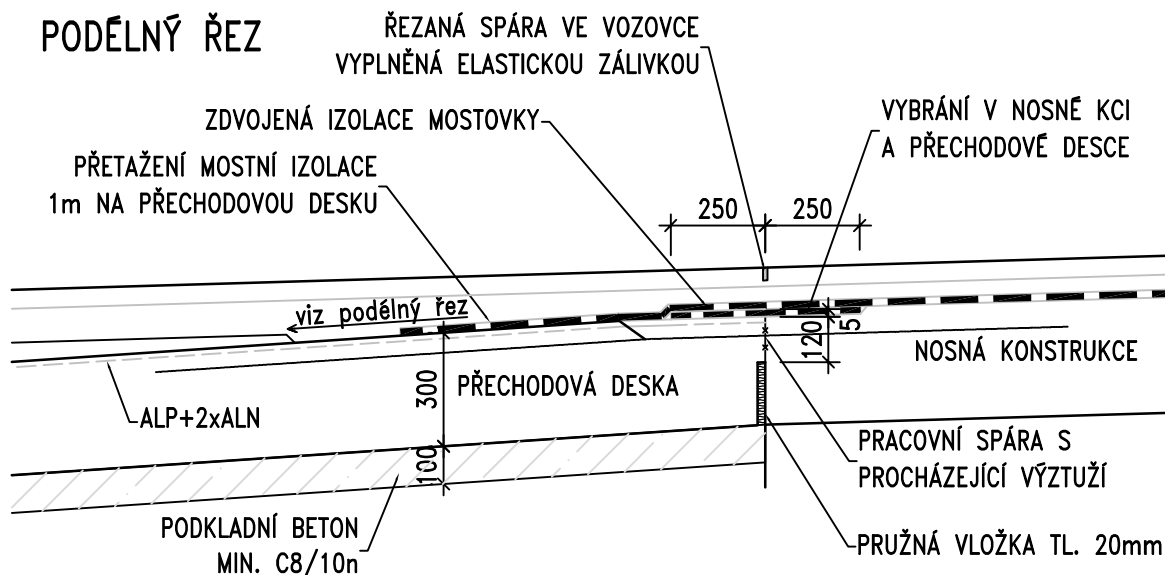 PODÉLNÝ ŘEZ
ŘEZANÁ SPÁRA VE VOZOVCE
VYPLNĚNÁ ELASTICKOU ZÁLIVKOU
ZDVOJENÁ IZOLACE MOSTOVKY
VYBRÁNÍ V NOSNÉ KCI
A PŘECHODOVÉ DESCE
PŘETAŽENÍ MOSTNÍ IZOLACE
1m NA PŘECHODOVOU DESKU
250
250
viz podélný řez
5
120
NOSNÁ KONSTRUKCE
300
PŘECHODOVÁ DESKA
ALP+2xALN
100
PRACOVNÍ SPÁRA S
PROCHÁZEJÍCÍ VÝZTUŽÍ
PODKLADNÍ BETON
MIN. C8/10n
PRUŽNÁ VLOŽKA TL. 20mm